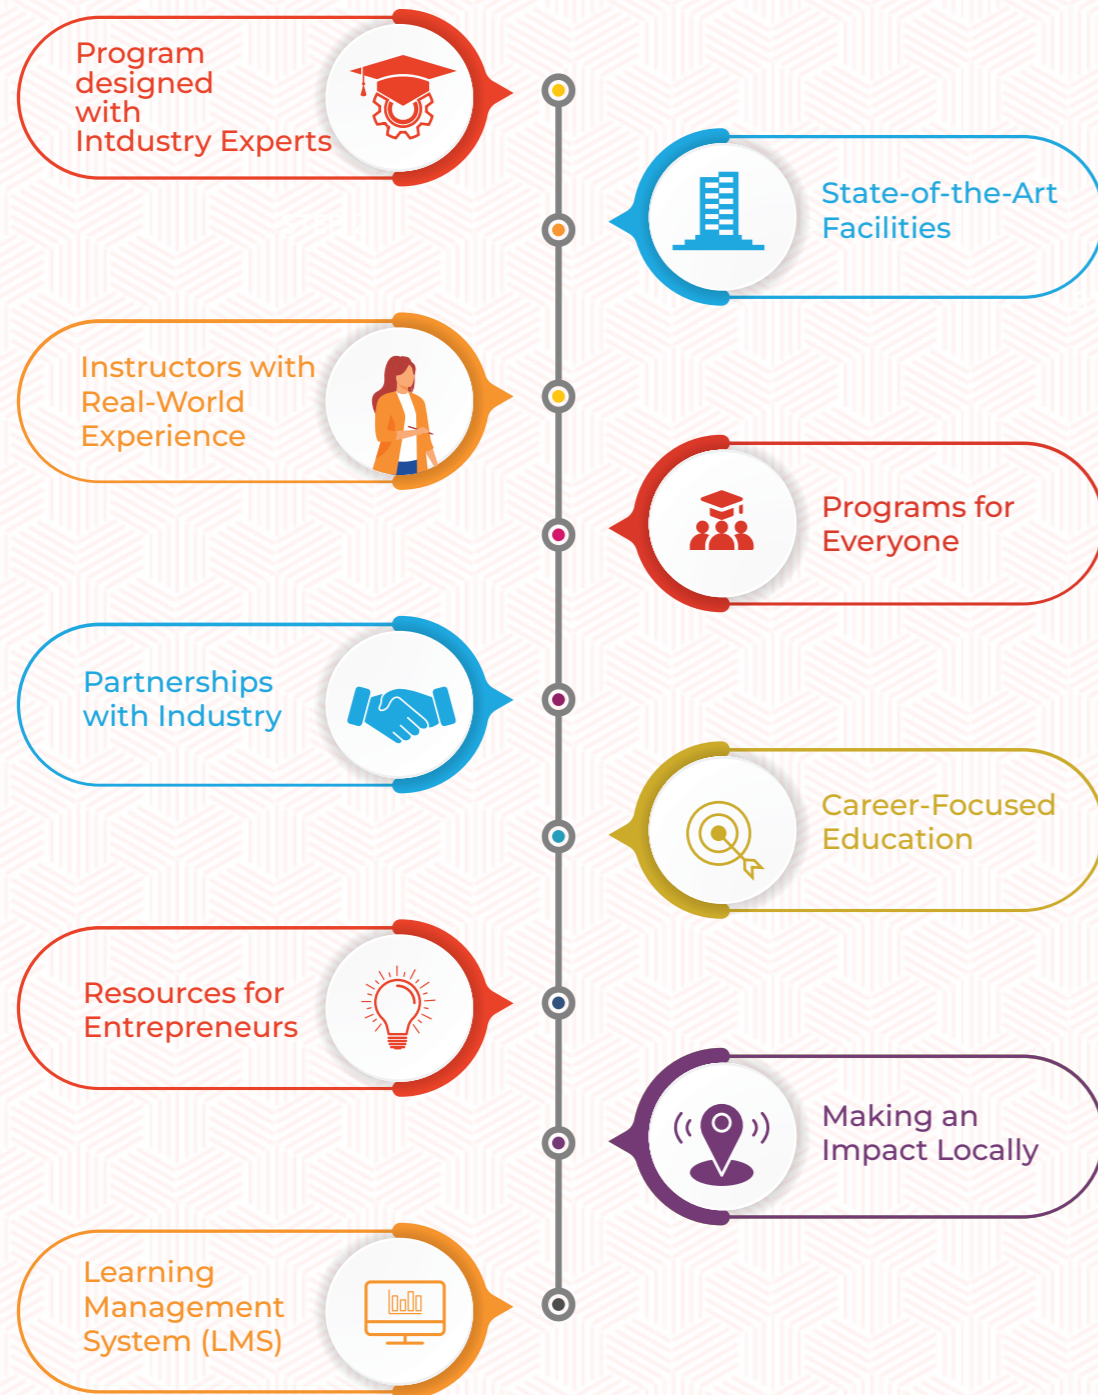 Program
designed
with
Intdustry Experts
State-of-the-Art
Facilities
Instructors with
Real-World
Experience
Programs for
Everyone
Partnerships
with Industry
Career-Focused
Education
Resources for
Entrepreneurs
Making an
Impact Locally
Learning
Management
System (LMS)